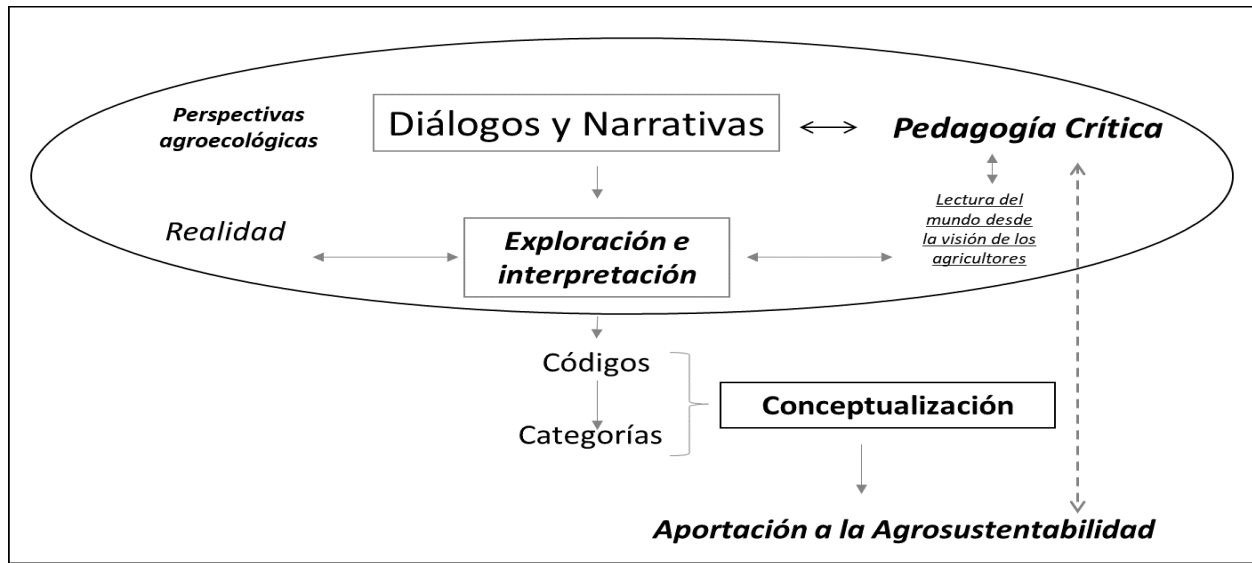 Perspectivas
agroecológicas
Diálogos y Narrativas
Pedagogía Crítica
Lectura del
mundo desde
la visión de los
agricultores
Realidad
Exploración e
interpretación
Códigos
Categorías
Conceptualización
Aportación a la Agrosustentabilidad